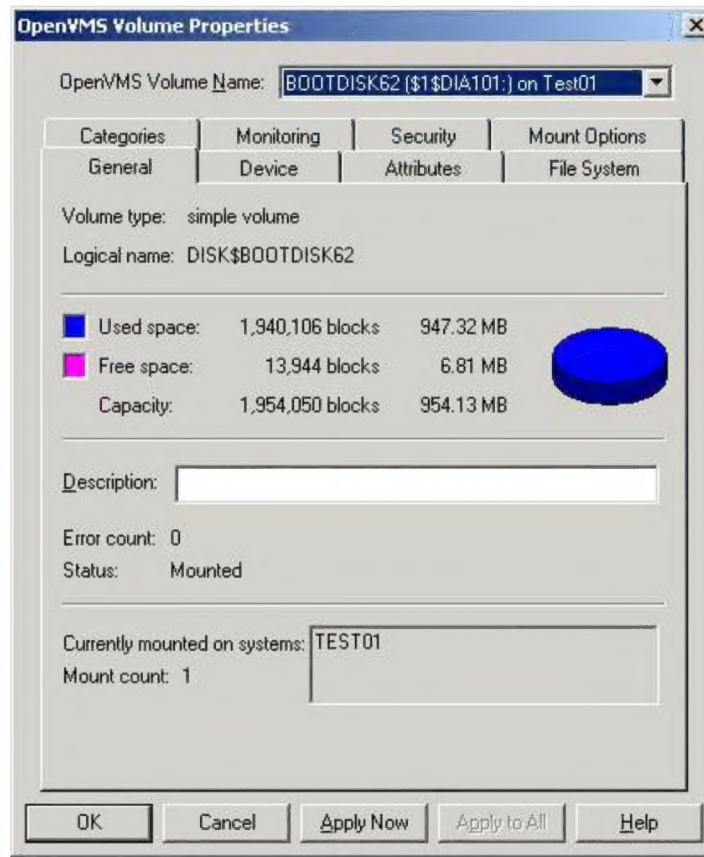 OpenVMS Volume Properties
OpenVMS Volume Name: BOOTDISK62 ($1$DIA101:) on Test01
Categories Monitoring Security Mount Options
General Device Attributes File System
Volume type: simple volume
Logical name: DISK$BOOTDISK62
Used space: 1,940,106 blocks 947.32 MB
Free space: 13,944 blocks 6.81 MB
Capacity: 1,954,050 blocks 954.13 MB
Description:
Error count: 0
Status: Mounted
Currently mounted on systems: TEST01
Mount count: 1
OK Cancel Apply Now Apply to All Help